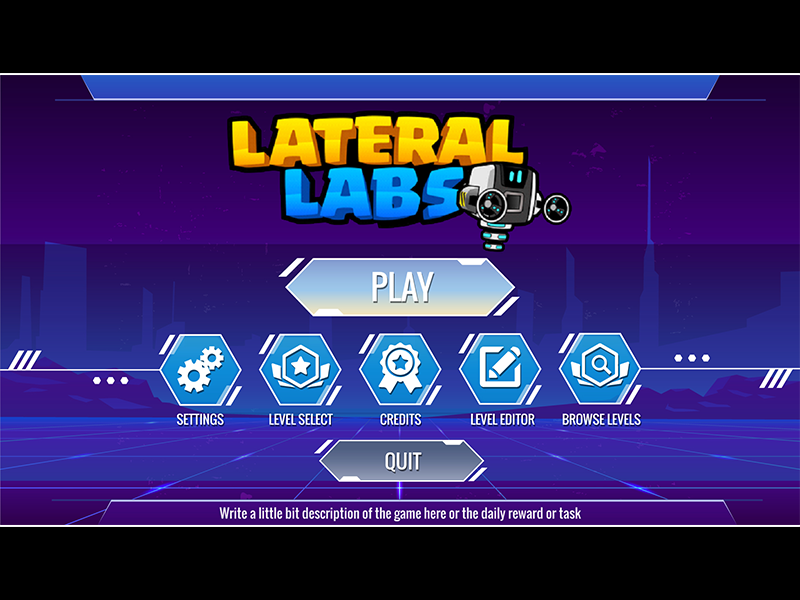 LATERAL
LABS
PLAY
SETTINGS
LEVEL SELECT
CREDITS
LEVEL EDITOR
BROWSE LEVELS
QUIT
Write a little bit description of the game here or the daily reward or task